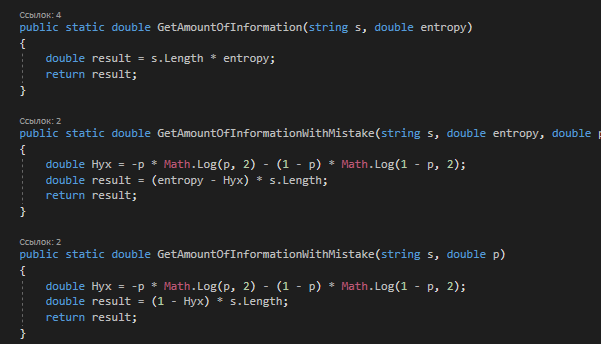 Ссылок: 4
public static double GetAmountOfInformation(string s, double entropy)
{
double result = s.Length * entropy;
return result;
}
Ссылок: 2
public static double GetAmountOfInformationWithMistake(string s, double entropy, double p
{
double Hyx = -p * Math.Log(p, 2) - (1 - p) * Math.Log(1 - p, 2);
double result = (entropy - Hyx) * s.Length;
return result;
}
Ссылок: 2
public static double GetAmountOfInformationWithMistake(string s, double p)
{
double Hyx = -p * Math.Log(p, 2) - (1 - p) * Math.Log(1 - p, 2);
double result = (1 - Hyx) * s.Length;
return result;
}